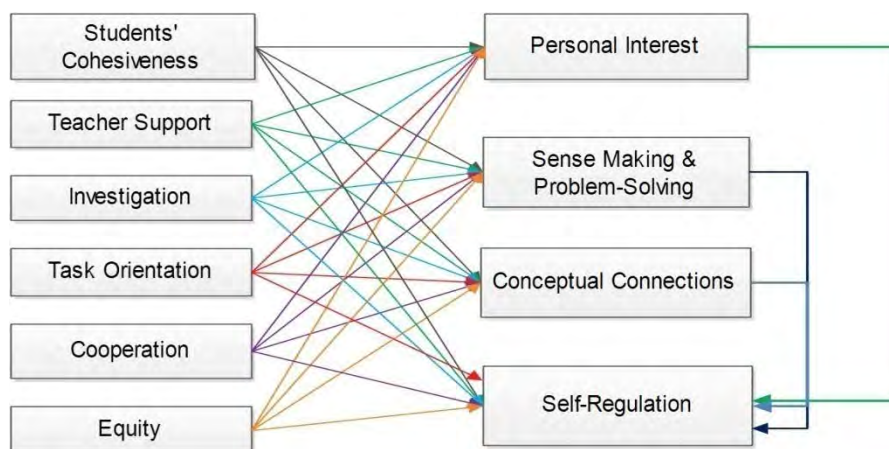 Students'
Cohesiveness
Teacher Support
Investigation
Task Orientation
Cooperation
Equity
Personal Interest
Sense Making &
Problem-Solving
Conceptual Connections
Self-Regulation